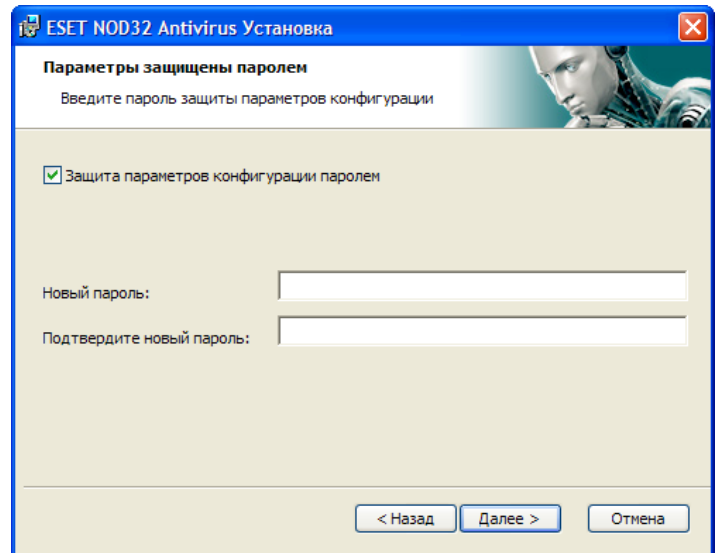 ESET NOD32 Antivirus Установка
Параметры защищены паролем
Введите пароль защиты параметров конфигурации
Защита параметров конфигурации паролем
Новый пароль:
Подтвердите новый пароль:
< Назад Далее > Отмена